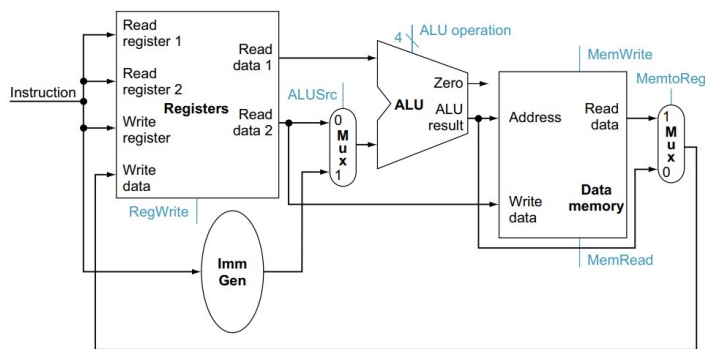 Instruction
Read
register 1
Read
register 2
Write
register
Write
data
Registers
Read
data 1
Read
data 2
RegWrite
Imm
Gen
ALUSrc
0
Mux
1
4
ALU operation
ALU
Zero
ALU
result
MemWrite
Address
Read
data
Write
data
Data
memory
MemRead
MemtoReg
1
Mux
0